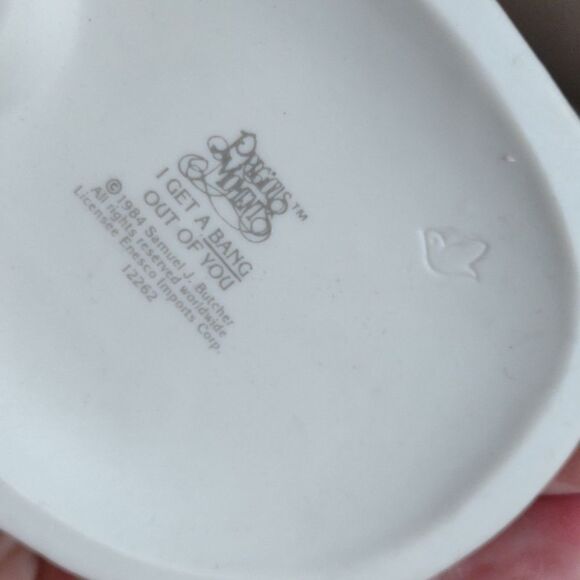 PRECIOUS MOMENTS™
I GET A BANG
OUT OF YOU
© 1984 Samuel J. Butcher
All rights reserved worldwide
Licensee Enesco Imports Corp.
12262